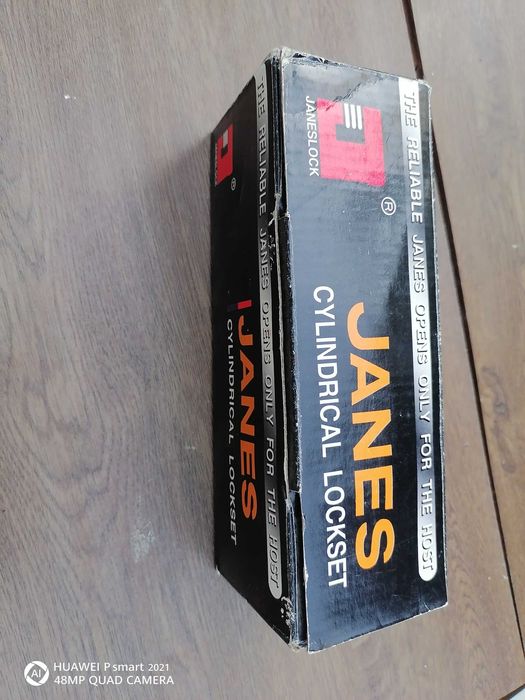 THE RELIABLE JANES OPENS ONLY FOR THE HOST
JANESLOCK
®
JANES
CYLINDRICAL LOCKSET
THE RELIABLE JANES OPENS ONLY FOR THE HOST
®
JANES
CYLINDRICAL LOCKSET
AI
HUAWEI P smart 2021
48MP QUAD CAMERA